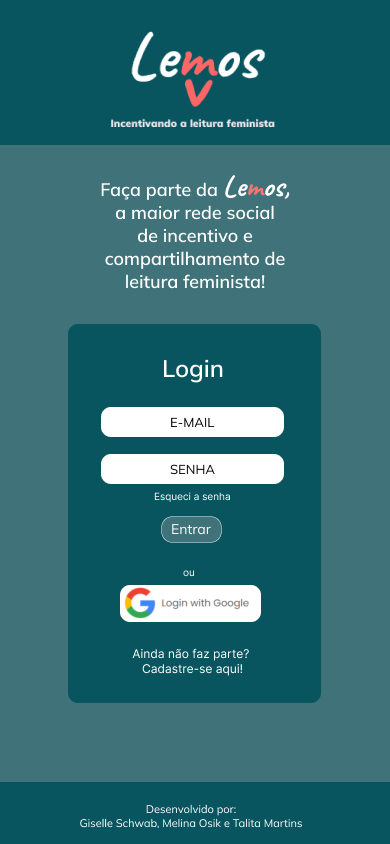 Lemos
Incentivando a leitura feminista
Faça parte da Lemos,
a maior rede social
de incentivo e
compartilhamento de
leitura feminista!
Login
E-MAIL
SENHA
Esqueci a senha
Entrar
ou
Login with Google
Ainda não faz parte?
Cadastre-se aqui!
Desenvolvido por:
Giselle Schwab, Melina Osik e Talita Martins